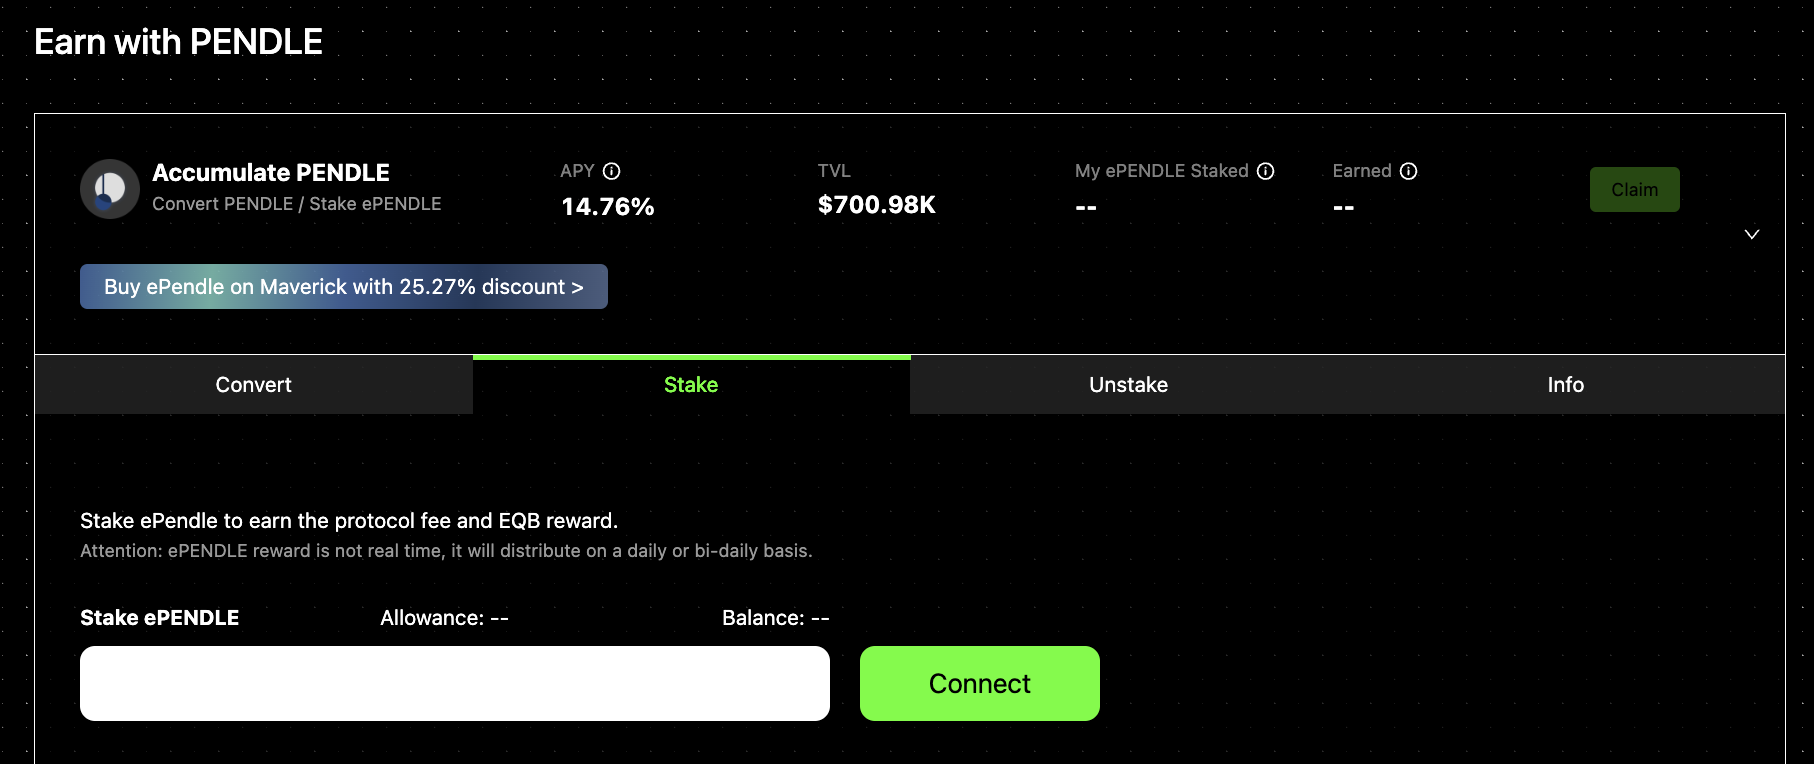 Earn with PENDLE
Accumulate PENDLE
Convert PENDLE / Stake ePENDLE
APY
14.76%
TVL
$700.98K
My ePENDLE Staked
--
Earned
--
Claim
Buy ePendle on Maverick with 25.27% discount >
Convert
Stake
Unstake
Info
Stake ePendle to earn the protocol fee and EQB reward.
Attention: ePENDLE reward is not real time, it will distribute on a daily or bi-daily basis.
Stake ePENDLE
Allowance: --
Balance: --
Connect